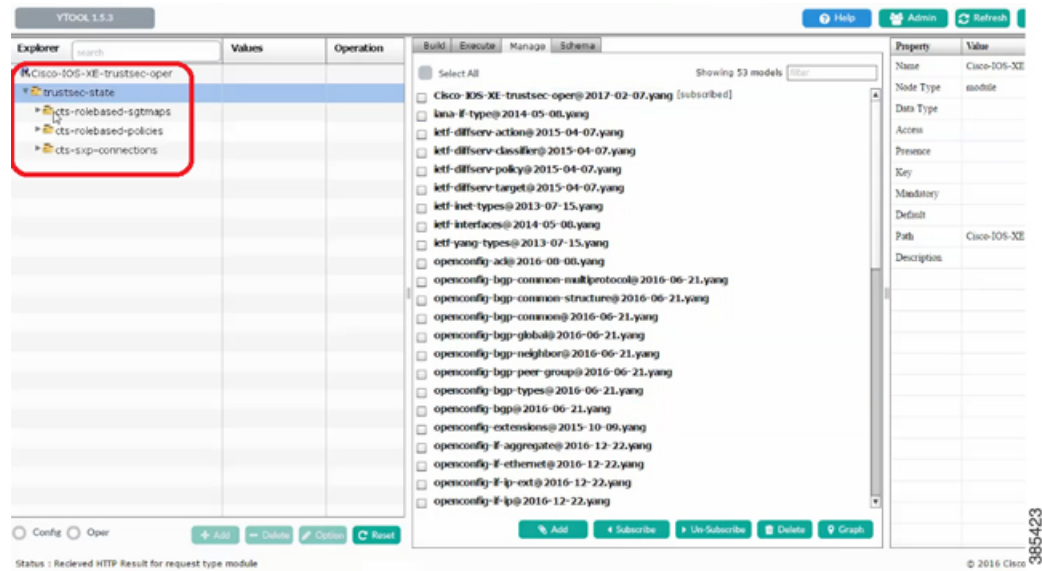 YTOOL 1.5.3
Help Admin Refresh
Explorer search Values Operation
Cisco-IOS-XE-trustsec-oper
trustsec-state
cts-rolebased-sgtmaps
cts-rolebased-policies
cts-sxp-connections
Build Execute Manage Schema
Select All Showing 53 models filter
Cisco-IOS-XE-trustsec-oper@2017-02-07.yang [subscribed]
iana-if-type@2014-05-08.yang
ietf-diffserv-action@2015-04-07.yang
ietf-diffserv-classifier@2015-04-07.yang
ietf-diffserv-policy@2015-04-07.yang
ietf-diffserv-target@2015-04-07.yang
ietf-inet-types@2013-07-15.yang
ietf-interfaces@2014-05-08.yang
ietf-yang-types@2013-07-15.yang
openconfig-acl@2016-08-08.yang
openconfig-bgp-common-multiprotocol@2016-06-21.yang
openconfig-bgp-common-structure@2016-06-21.yang
openconfig-bgp-common@2016-06-21.yang
openconfig-bgp-global@2016-06-21.yang
openconfig-bgp-neighbor@2016-06-21.yang
openconfig-bgp-peer-group@2016-06-21.yang
openconfig-bgp-types@2016-06-21.yang
openconfig-bgp@2016-06-21.yang
openconfig-extensions@2015-10-09.yang
openconfig-if-aggregate@2016-12-22.yang
openconfig-if-ethernet@2016-12-22.yang
openconfig-if-ip-ext@2016-12-22.yang
openconfig-if-ip@2016-12-22.yang
Property Value
Name Cisco-IOS-XE
Node Type module
Data Type
Access
Presence
Key
Mandatory
Default
Path Cisco-IOS-XE
Description
Config Oper Add Delete Option Reset
Add Subscribe Un-Subscribe Delete Graph
Status : Recieved HTTP Result for request type module
© 2016 Cisco
385423